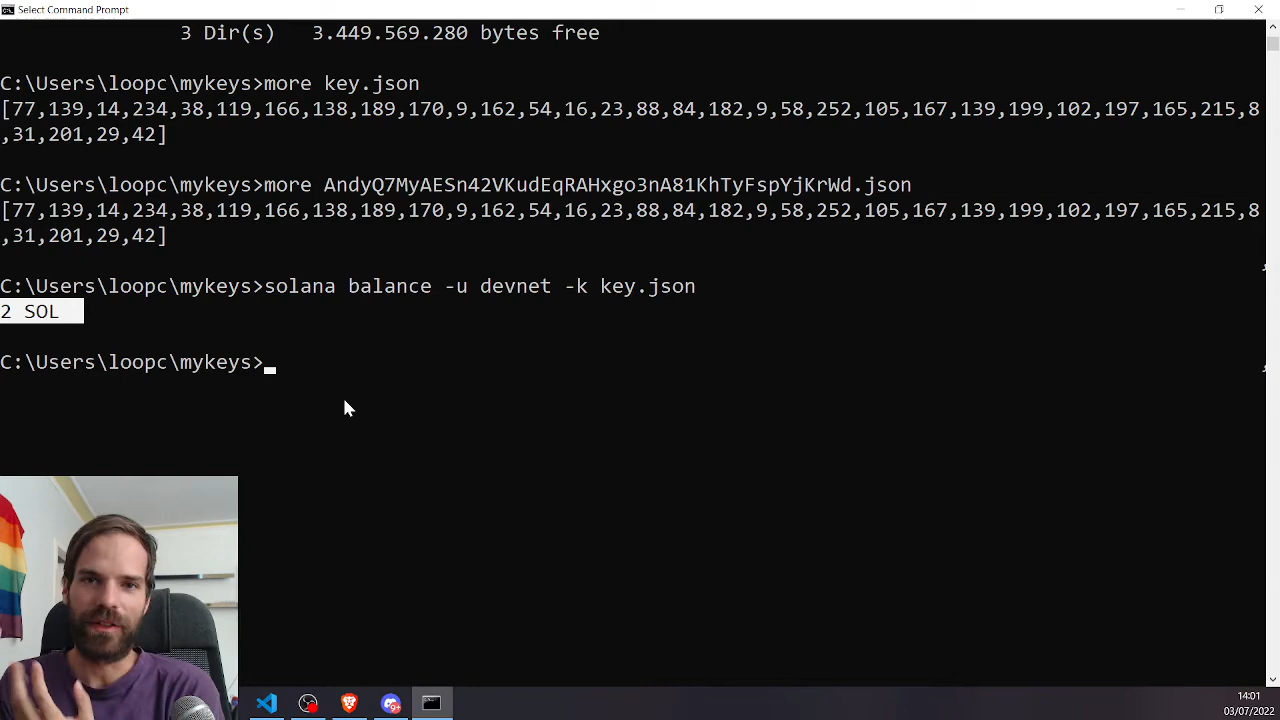 Select Command Prompt
3 Dir(s) 3.449.569.280 bytes free
C:\Users\loopc\mykeys>more key.json
[77,139,14,234,38,119,166,138,189,170,9,162,54,16,23,88,84,182,9,58,252,105,167,139,199,102,197,165,215,8
,31,201,29,42]
C:\Users\loopc\mykeys>more AndyQ7MyAESn42VKudEqRAHxgo3nA81KhTyFspYjKrWd.json
[77,139,14,234,38,119,166,138,189,170,9,162,54,16,23,88,84,182,9,58,252,105,167,139,199,102,197,165,215,8
,31,201,29,42]
C:\Users\loopc\mykeys>solana balance -u devnet -k key.json
2 SOL
C:\Users\loopc\mykeys>
9+
14:01
03/07/2022